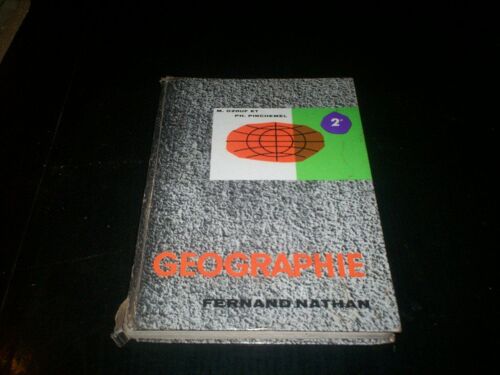 M. OZOUF ET
PH. PINCHEMEL
2e
GEOGRAPHIE
FERNAND NATHAN